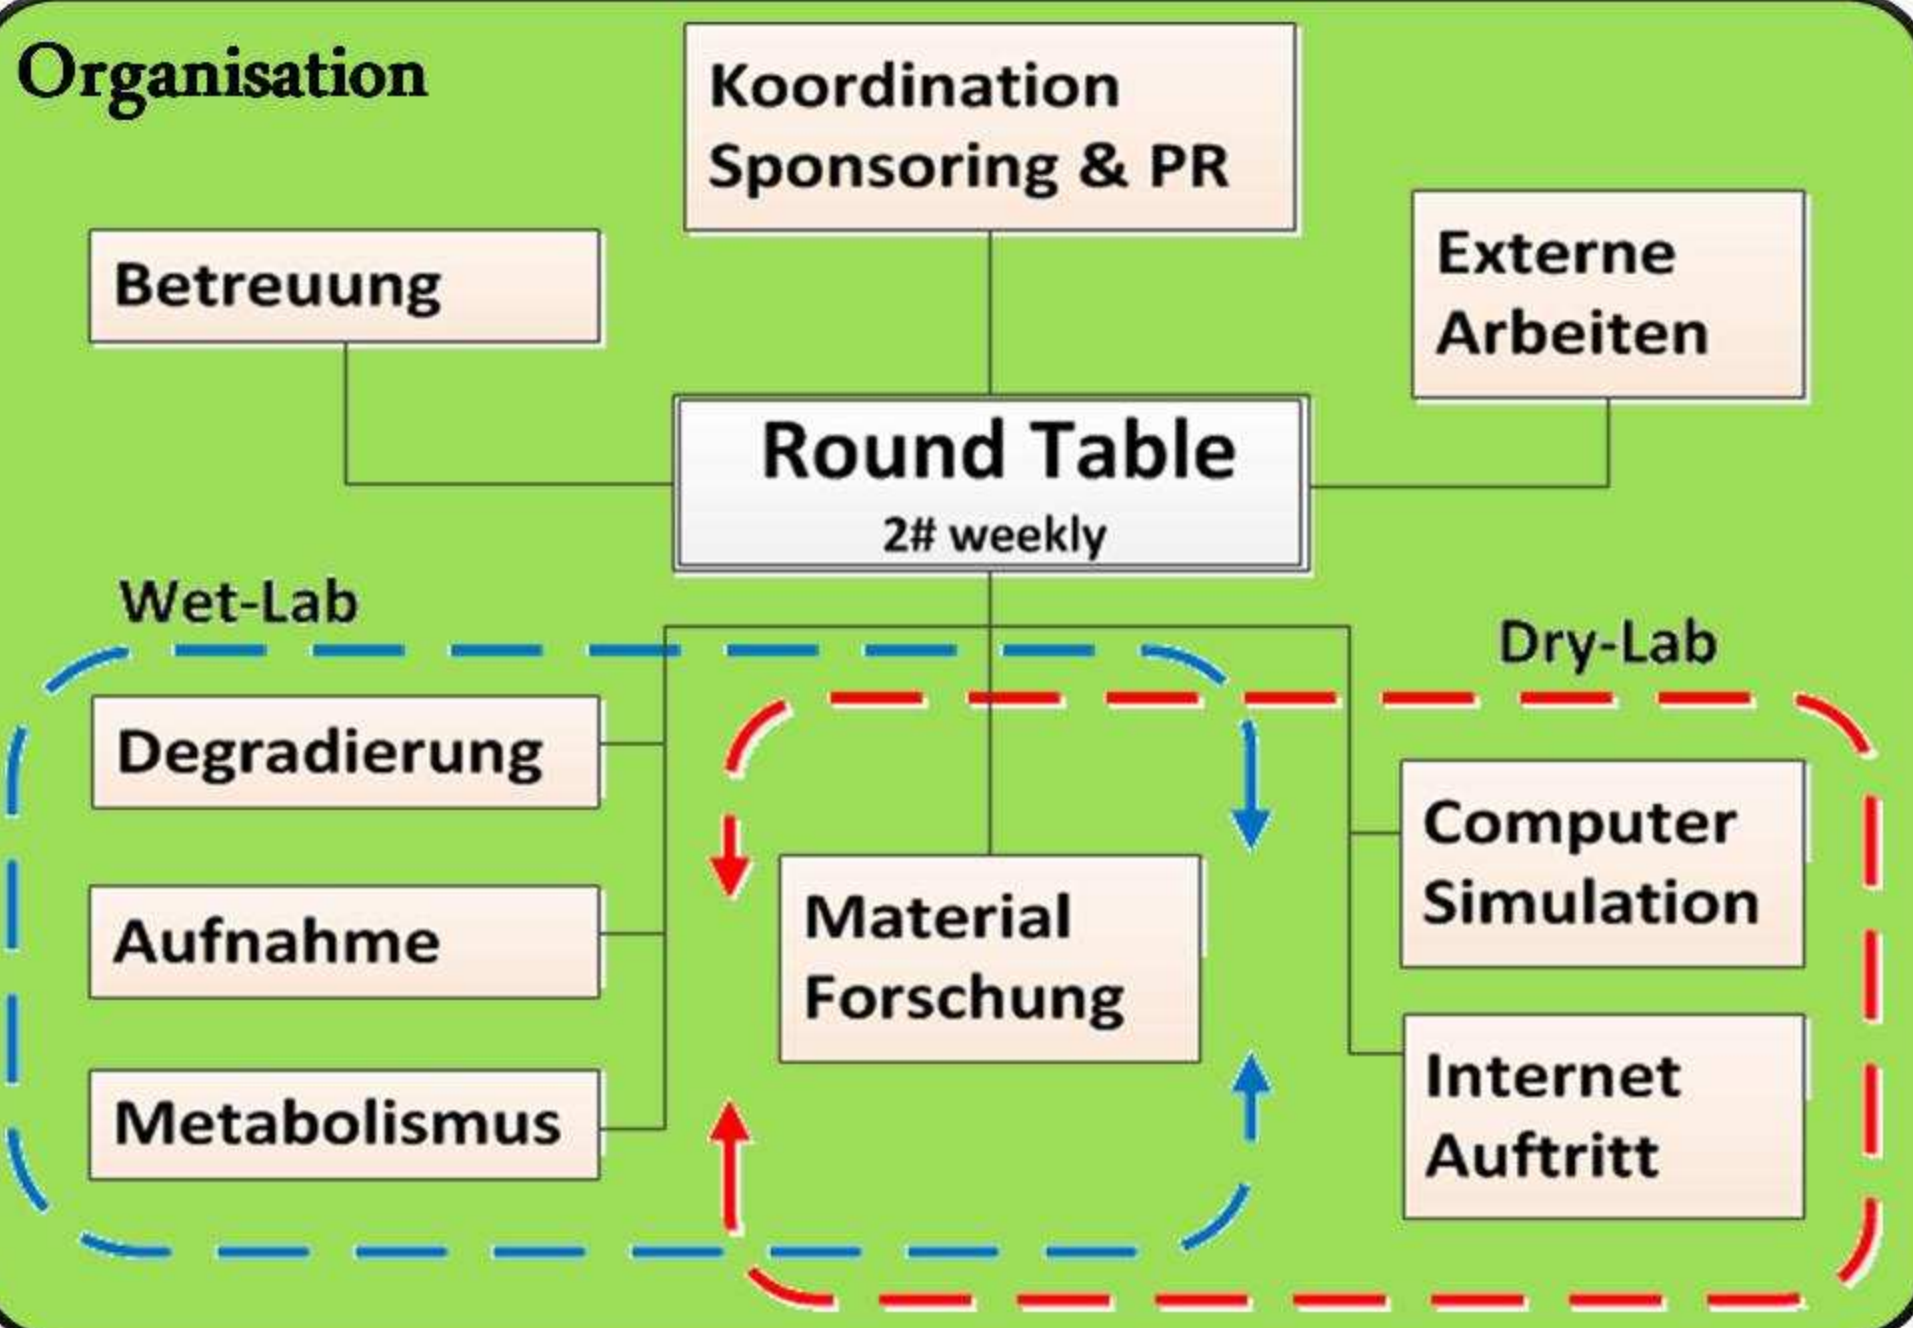 Organisation
Koordination
Sponsoring & PR
Betreuung
Externe
Arbeiten
Round Table
2# weekly
Wet-Lab
Dry-Lab
Degradierung
Aufnahme
Metabolismus
Material
Forschung
Computer
Simulation
Internet
Auftritt